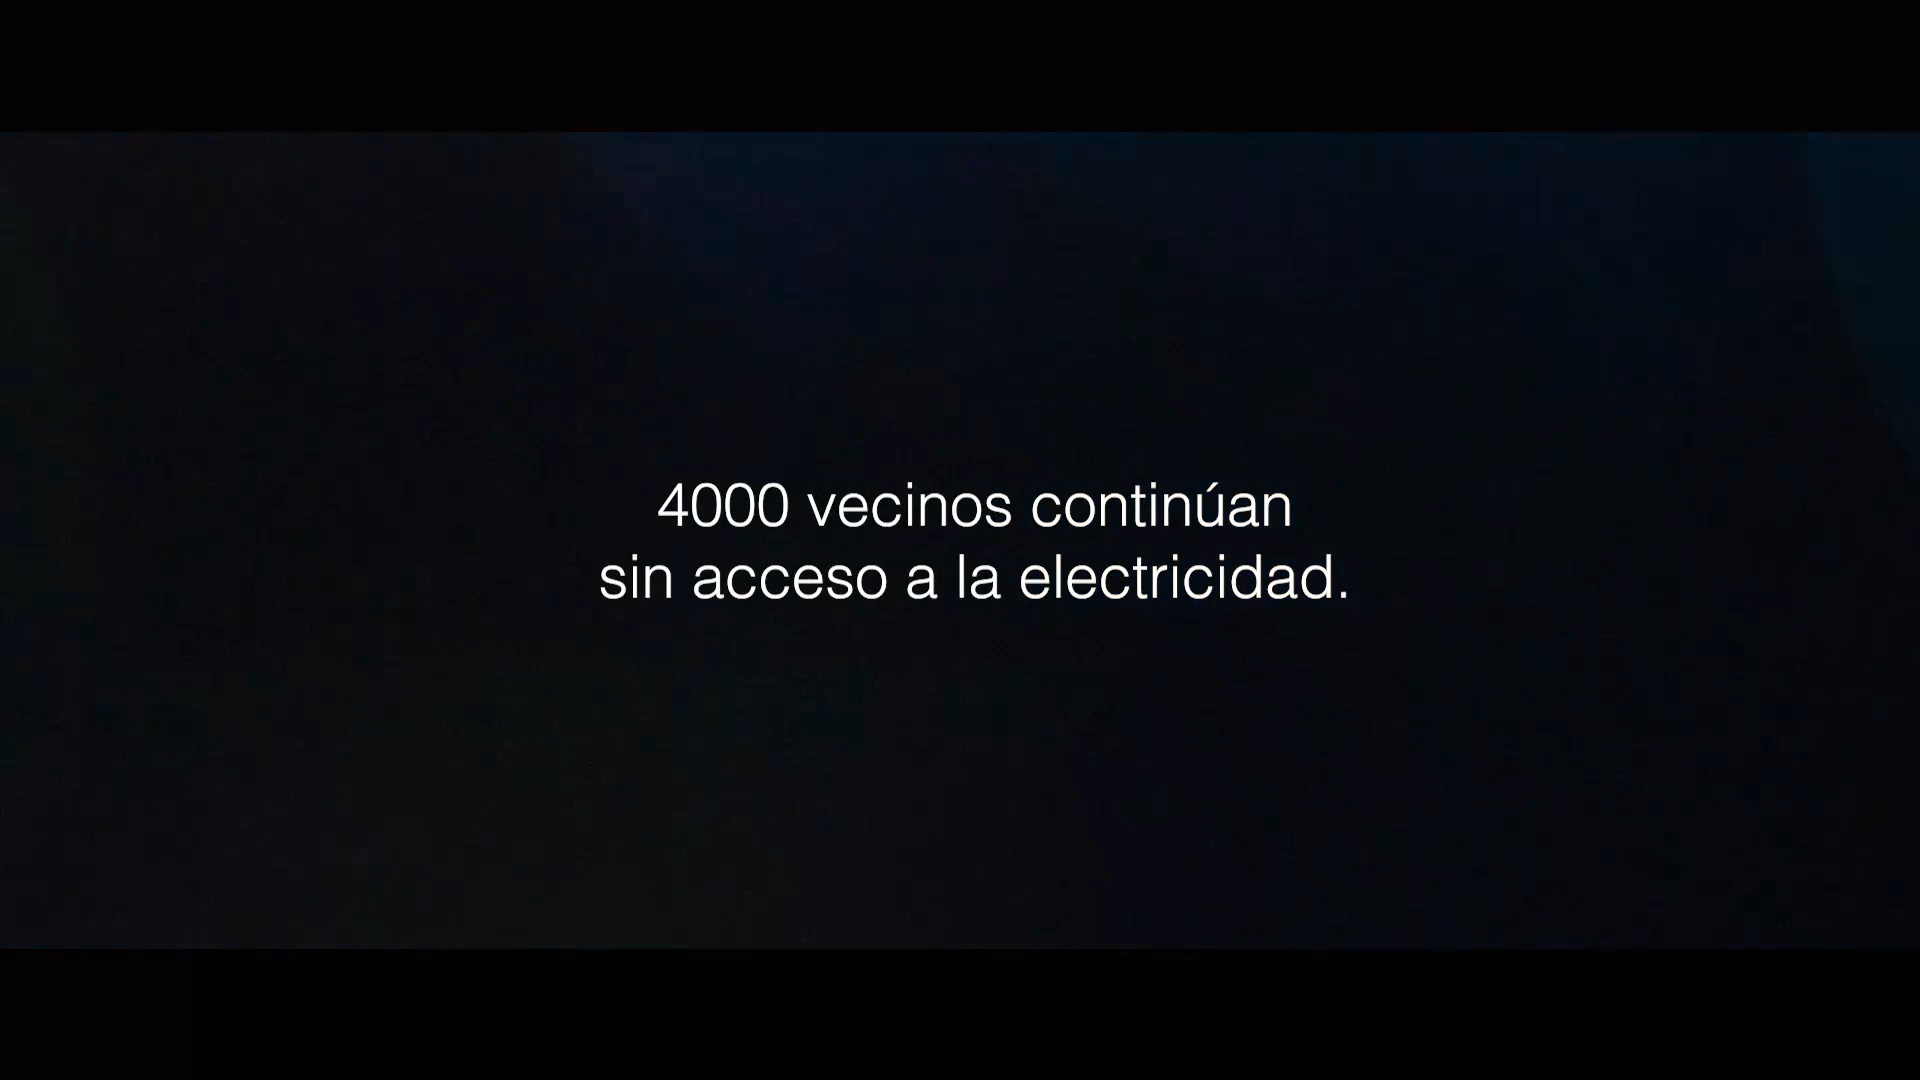 4000 vecinos continúan
sin acceso a la electricidad.